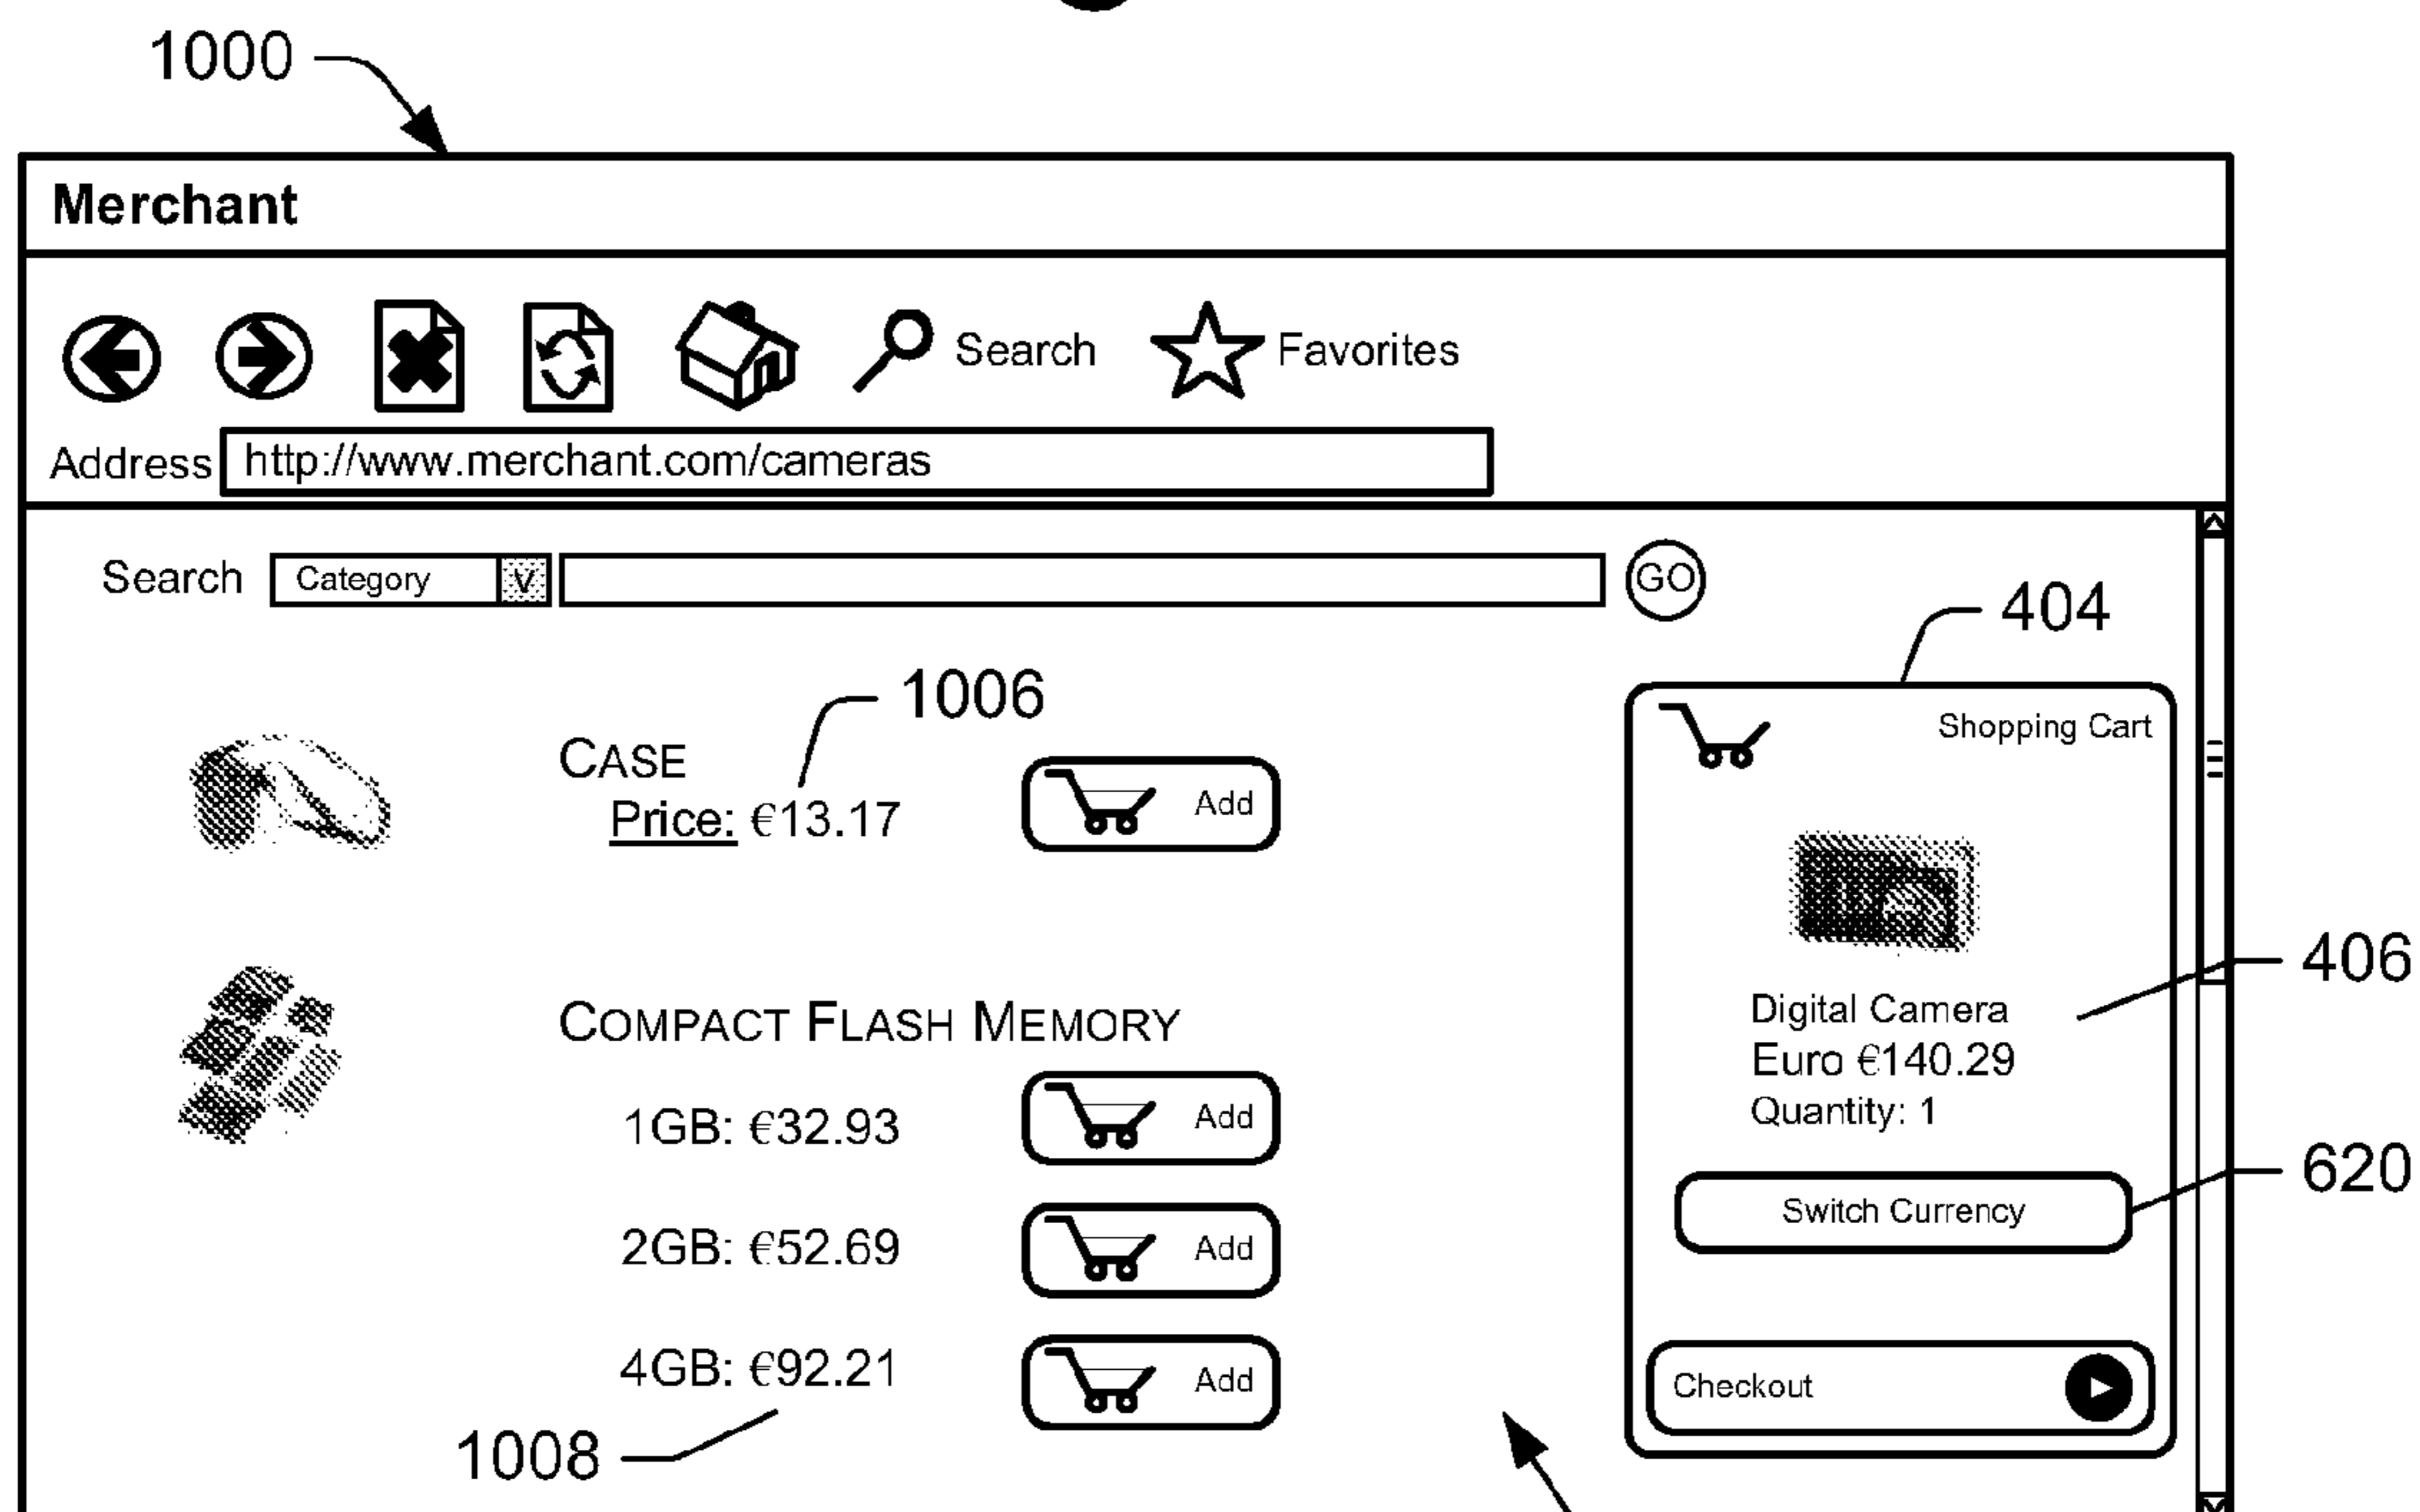 1000
Merchant
Search Favorites
Address http://www.merchant.com/cameras
Search Category V GO
404
1006
Shopping Cart
CASE
Price: €13.17 Add
406
Digital Camera
Euro €140.29
Quantity: 1
COMPACT FLASH MEMORY
1GB: €32.93 Add
2GB: €52.69 Add
4GB: €92.21 Add
620
Switch Currency
Checkout
1008